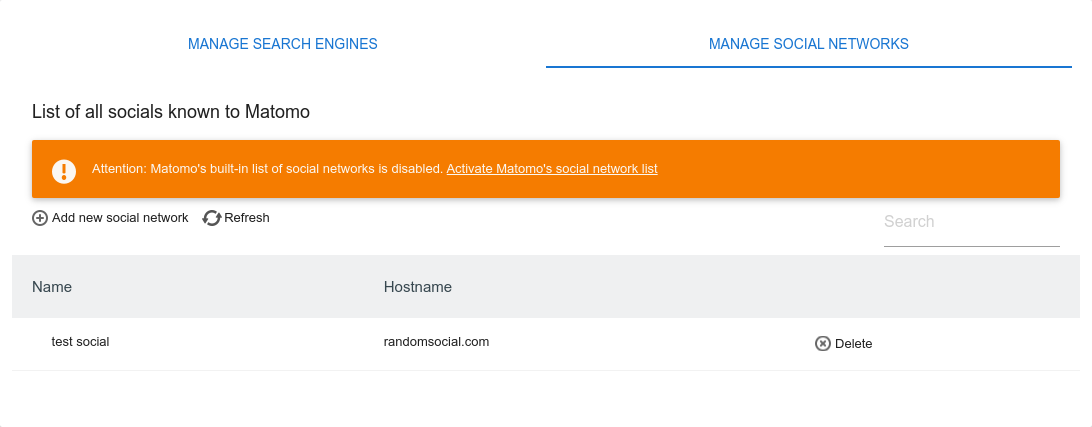 MANAGE SEARCH ENGINES MANAGE SOCIAL NETWORKS
List of all socials known to Matomo
Attention: Matomo's built-in list of social networks is disabled. Activate Matomo's social network list
Add new social network Refresh Search
Name Hostname
test social randomsocial.com Delete